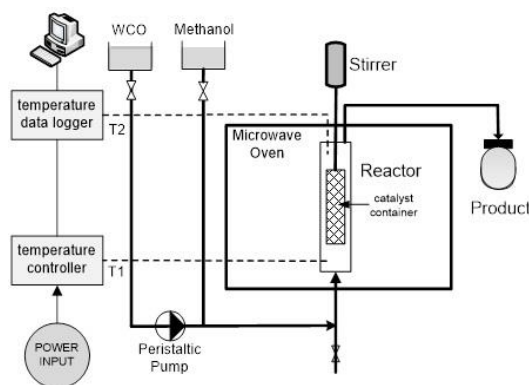 WCO
Methanol
Stirrer
temperature
data logger
T2
Microwave
Oven
Reactor
catalyst
container
Product
temperature
controller
T1
POWER
INPUT
Peristaltic
Pump